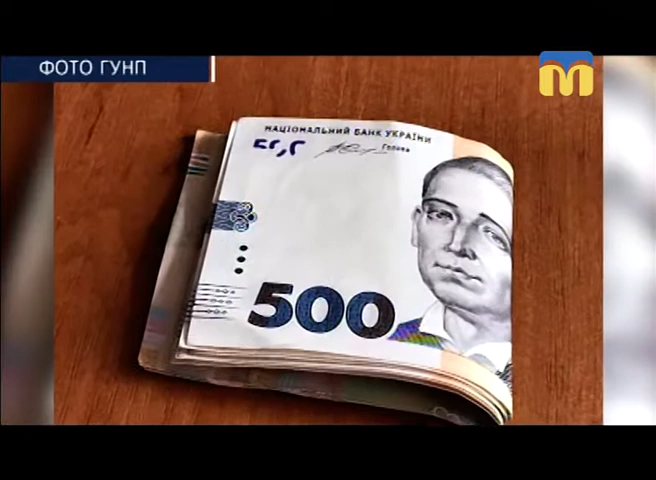 ФОТО ГУНП
НАЦІОНАЛЬНИЙ БАНК УКРАЇНИ
Голова
500
М